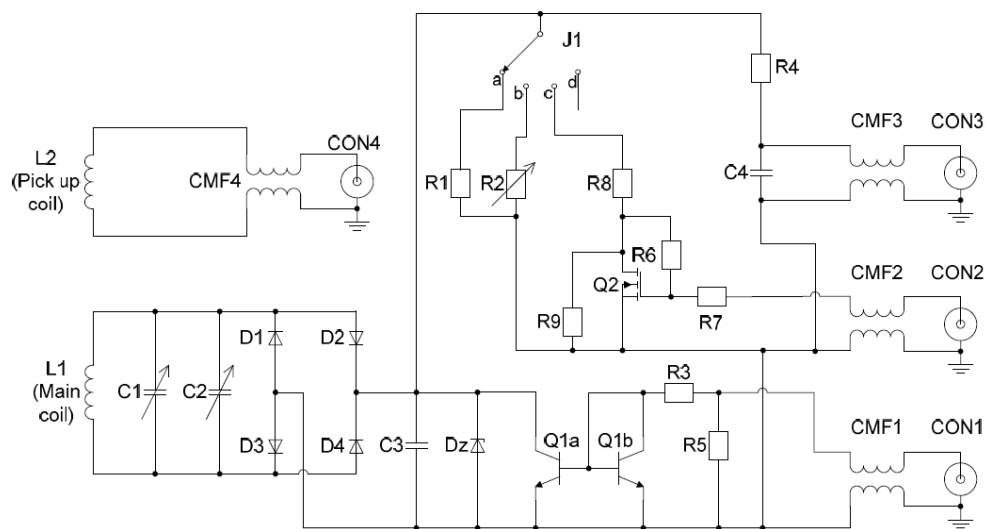 J1
a
b
c
d
R4
CMF3
CON3
L2
(Pick up
coil)
CMF4
CON4
R1
R2
R8
C4
R6
Q2
R7
R9
CMF2
CON2
L1
(Main
coil)
C1
C2
D1
D2
D3
D4
C3
Dz
Q1a
Q1b
R3
R5
CMF1
CON1